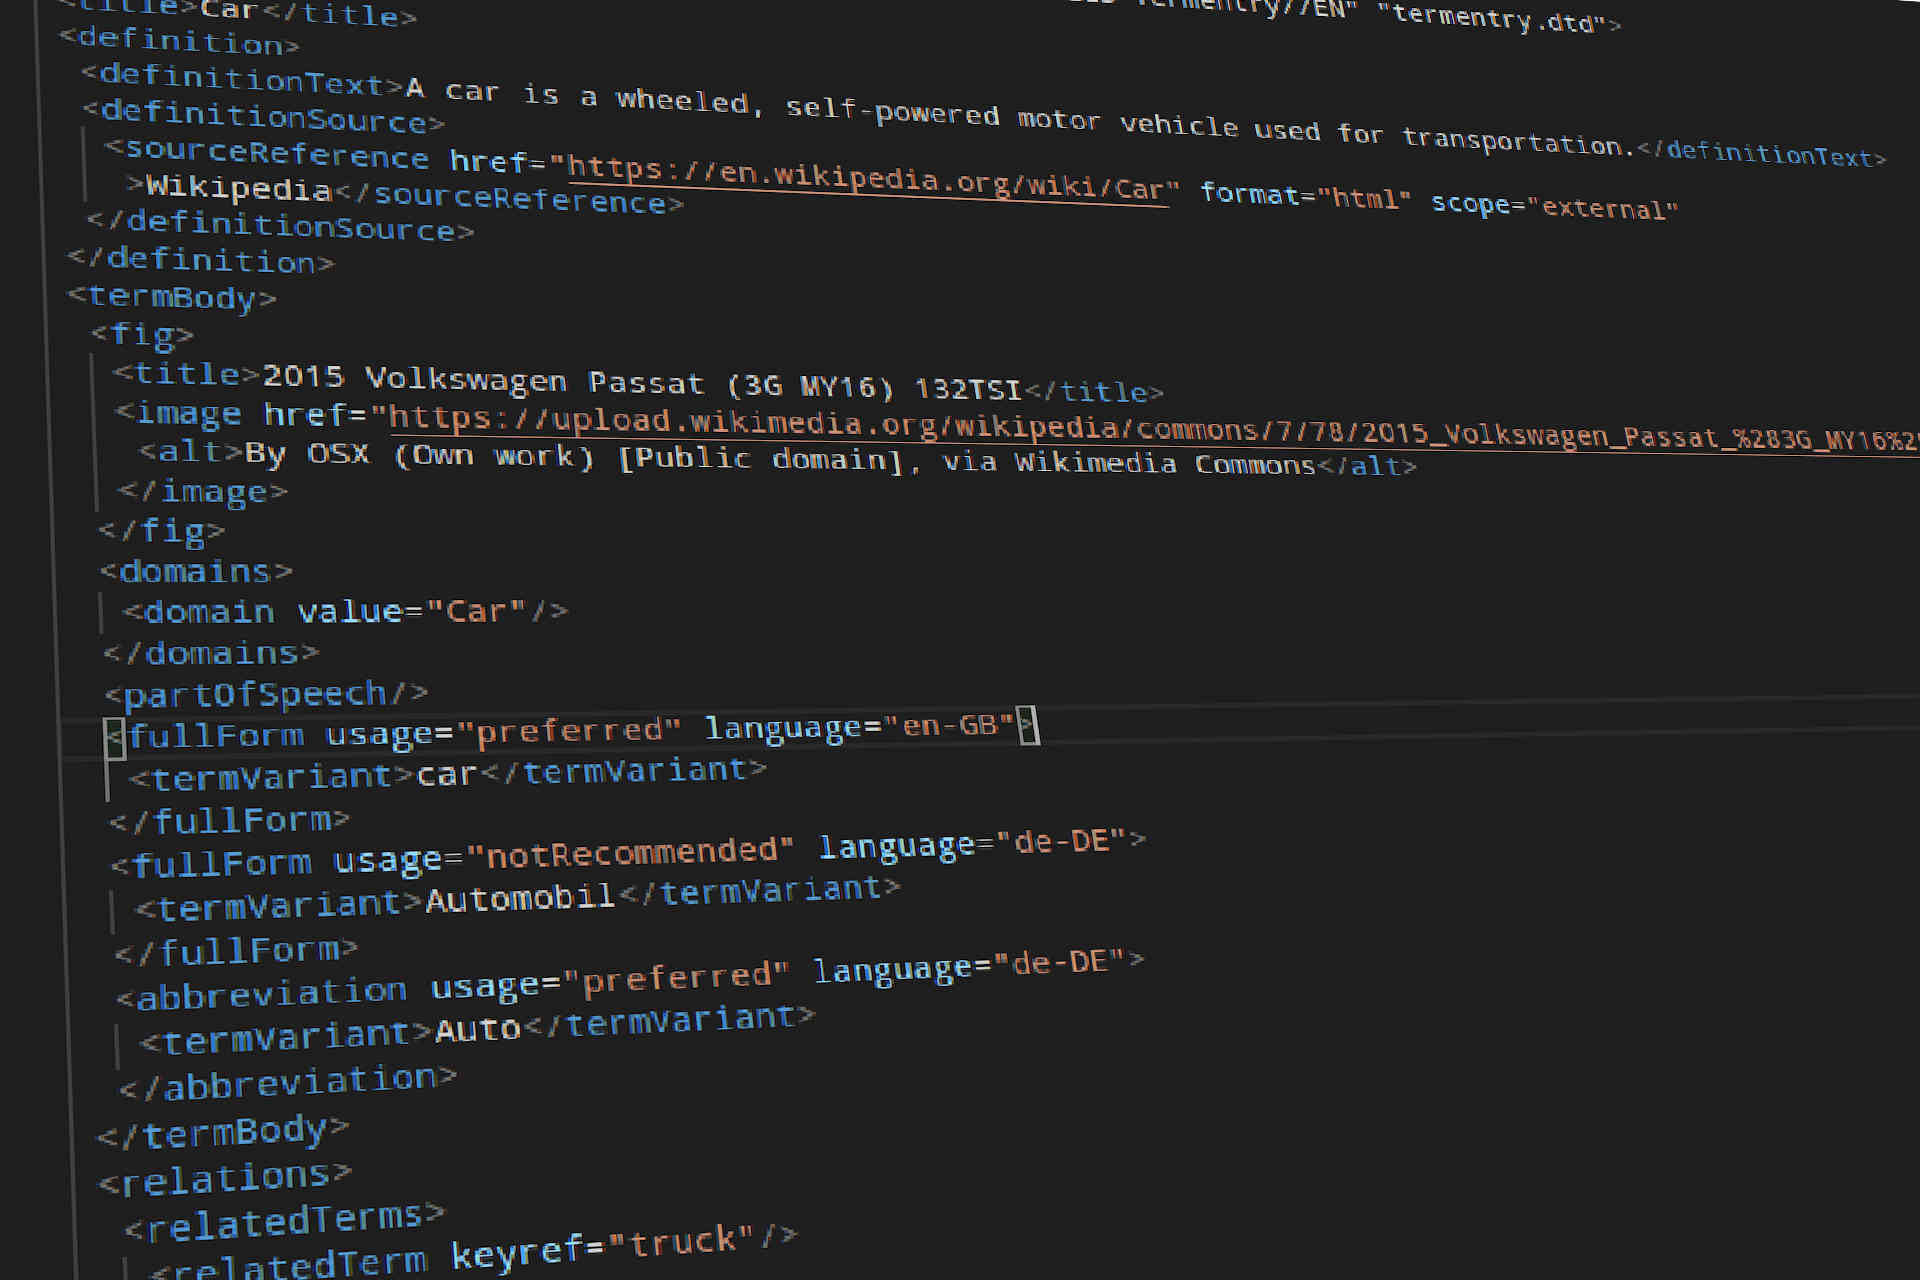 <title>Car</title>
"termentry.dtd">
<definition>
<definitionText>A car is a wheeled, self-powered motor vehicle used for transportation.</definitionText>
<definitionSource>
<sourceReference href="https://en.wikipedia.org/wiki/Car" format="html" scope="external"
>Wikipedia</sourceReference>
</definitionSource>
</definition>
<termBody>
<fig>
<title>2015 Volkswagen Passat (3G MY16) 132TSI</title>
<image href="https://upload.wikimedia.org/wikipedia/commons/7/78/2015_Volkswagen_Passat_%283G_MY16%2
<alt>By OSX (Own work) [Public domain], via Wikimedia Commons</alt>
</image>
</fig>
<domains>
<domain value="Car"/>
</domains>
<partOfSpeech/>
<fullForm usage="preferred" language="en-GB">
<termVariant>car</termVariant>
</fullForm>
<fullForm usage="notRecommended" language="de-DE">
<termVariant>Automobil</termVariant>
</fullForm>
<abbreviation usage="preferred" language="de-DE">
<termVariant>Auto</termVariant>
</abbreviation>
</termBody>
<relations>
<relatedTerms>
<relatedTerm keyref="truck"/>